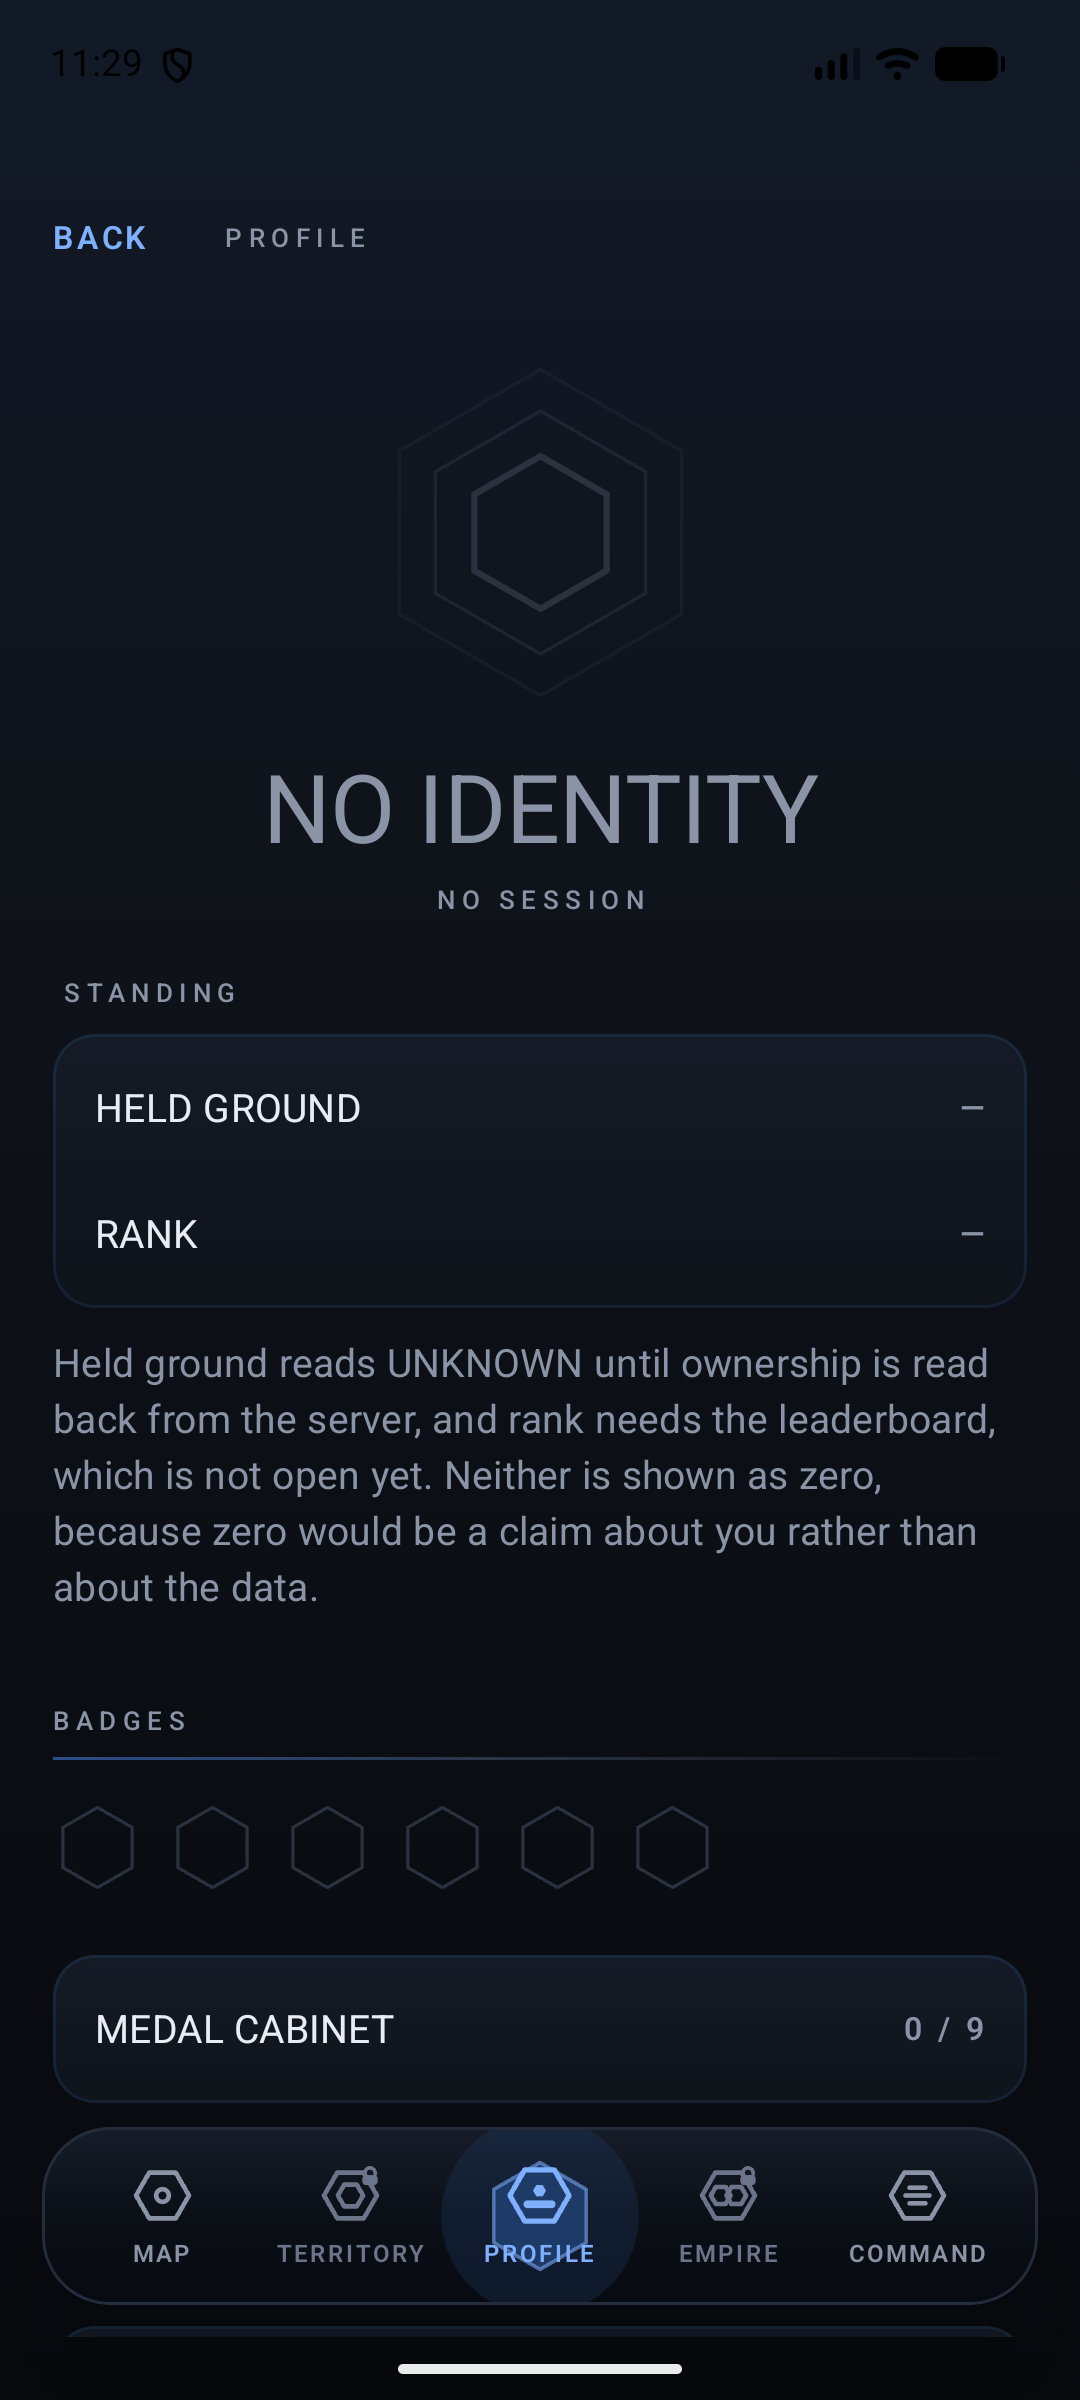 11:29
BACK
PROFILE
NO IDENTITY
NO SESSION
STANDING
HELD GROUND –
RANK –
Held ground reads UNKNOWN until ownership is read
back from the server, and rank needs the leaderboard,
which is not open yet. Neither is shown as zero,
because zero would be a claim about you rather than
about the data.
BADGES
MEDAL CABINET 0 / 9
MAP TERRITORY PROFILE EMPIRE COMMAND